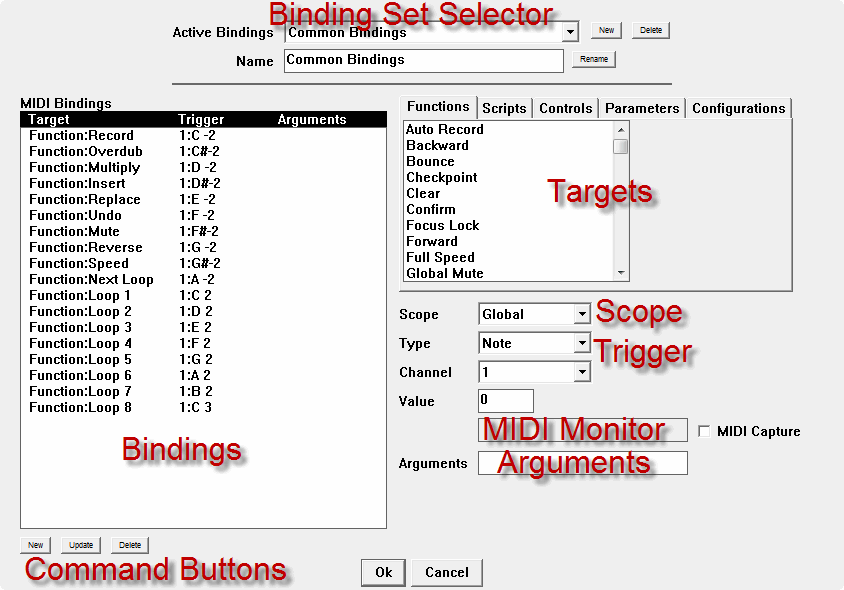 Binding Set Selector
Active Bindings Common Bindings New Delete
Name Common Bindings Rename
MIDI Bindings
Target Trigger Arguments
Function:Record 1:C -2
Function:Overdub 1:C#-2
Function:Multiply 1:D -2
Function:Insert 1:D#-2
Function:Replace 1:E -2
Function:Undo 1:F -2
Function:Mute 1:F#-2
Function:Reverse 1:G -2
Function:Speed 1:G#-2
Function:Next Loop 1:A -2
Function:Loop 1 1:C 2
Function:Loop 2 1:D 2
Function:Loop 3 1:E 2
Function:Loop 4 1:F 2
Function:Loop 5 1:G 2
Function:Loop 6 1:A 2
Function:Loop 7 1:B 2
Function:Loop 8 1:C 3
Bindings
New Update Delete
Command Buttons
Functions Scripts Controls Parameters Configurations
Auto Record
Backward
Bounce
Checkpoint
Clear
Confirm
Focus Lock
Forward
Full Speed
Global Mute
Targets
Scope Global Scope
Type Note Trigger
Channel 1
Value 0
MIDI Monitor MIDI Capture
Arguments Arguments
Ok Cancel